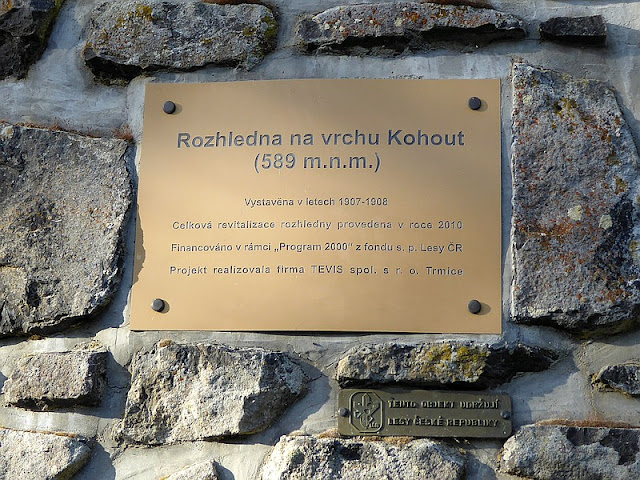 Rozhledna na vrchu Kohout
(589 m.n.m.)
Vystavěna v letech 1907-1908
Celková revitalizace rozhledny provedena v roce 2010
Financováno v rámci „Program 2000“ z fondu s. p. Lesy ČR
Projekt realizovala firma TEVIS spol. s r. o. Trmice
TENTO OBJEKT UDRŽUJÍ
LESY ČESKÉ REPUBLIKY